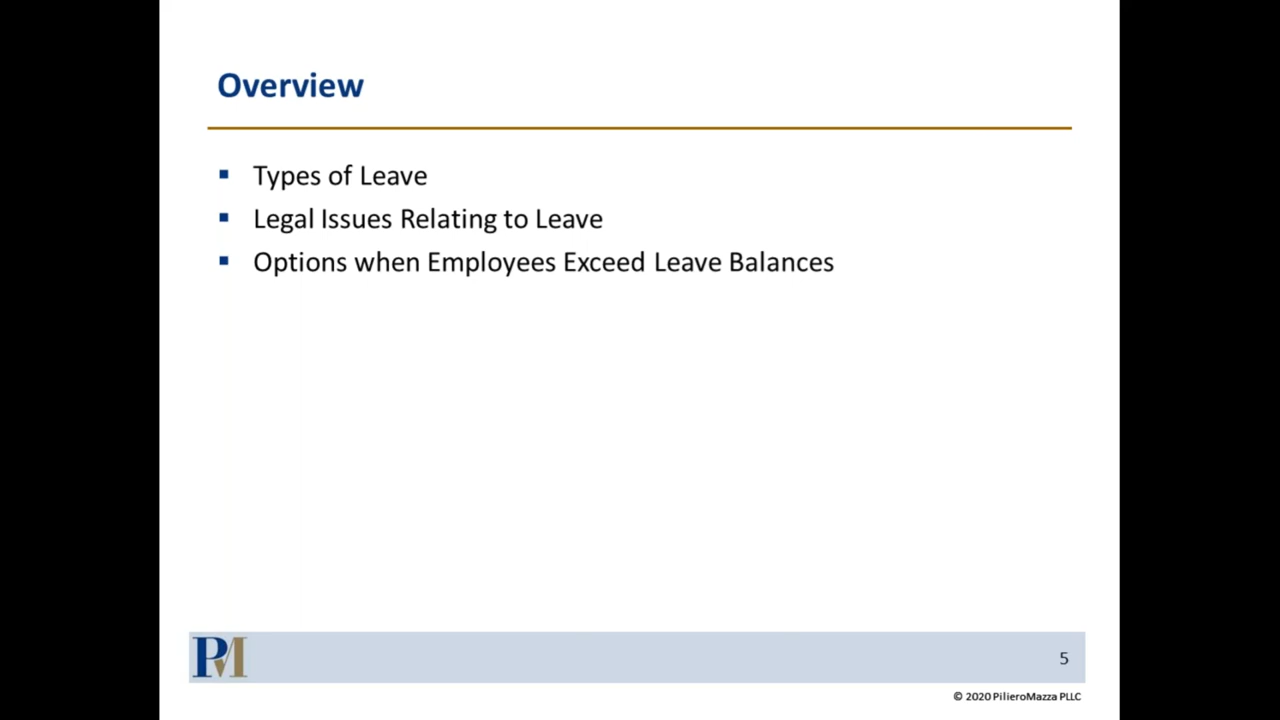 Overview
Types of Leave
Legal Issues Relating to Leave
Options when Employees Exceed Leave Balances
PM
5
© 2020 PilieroMazza PLLC